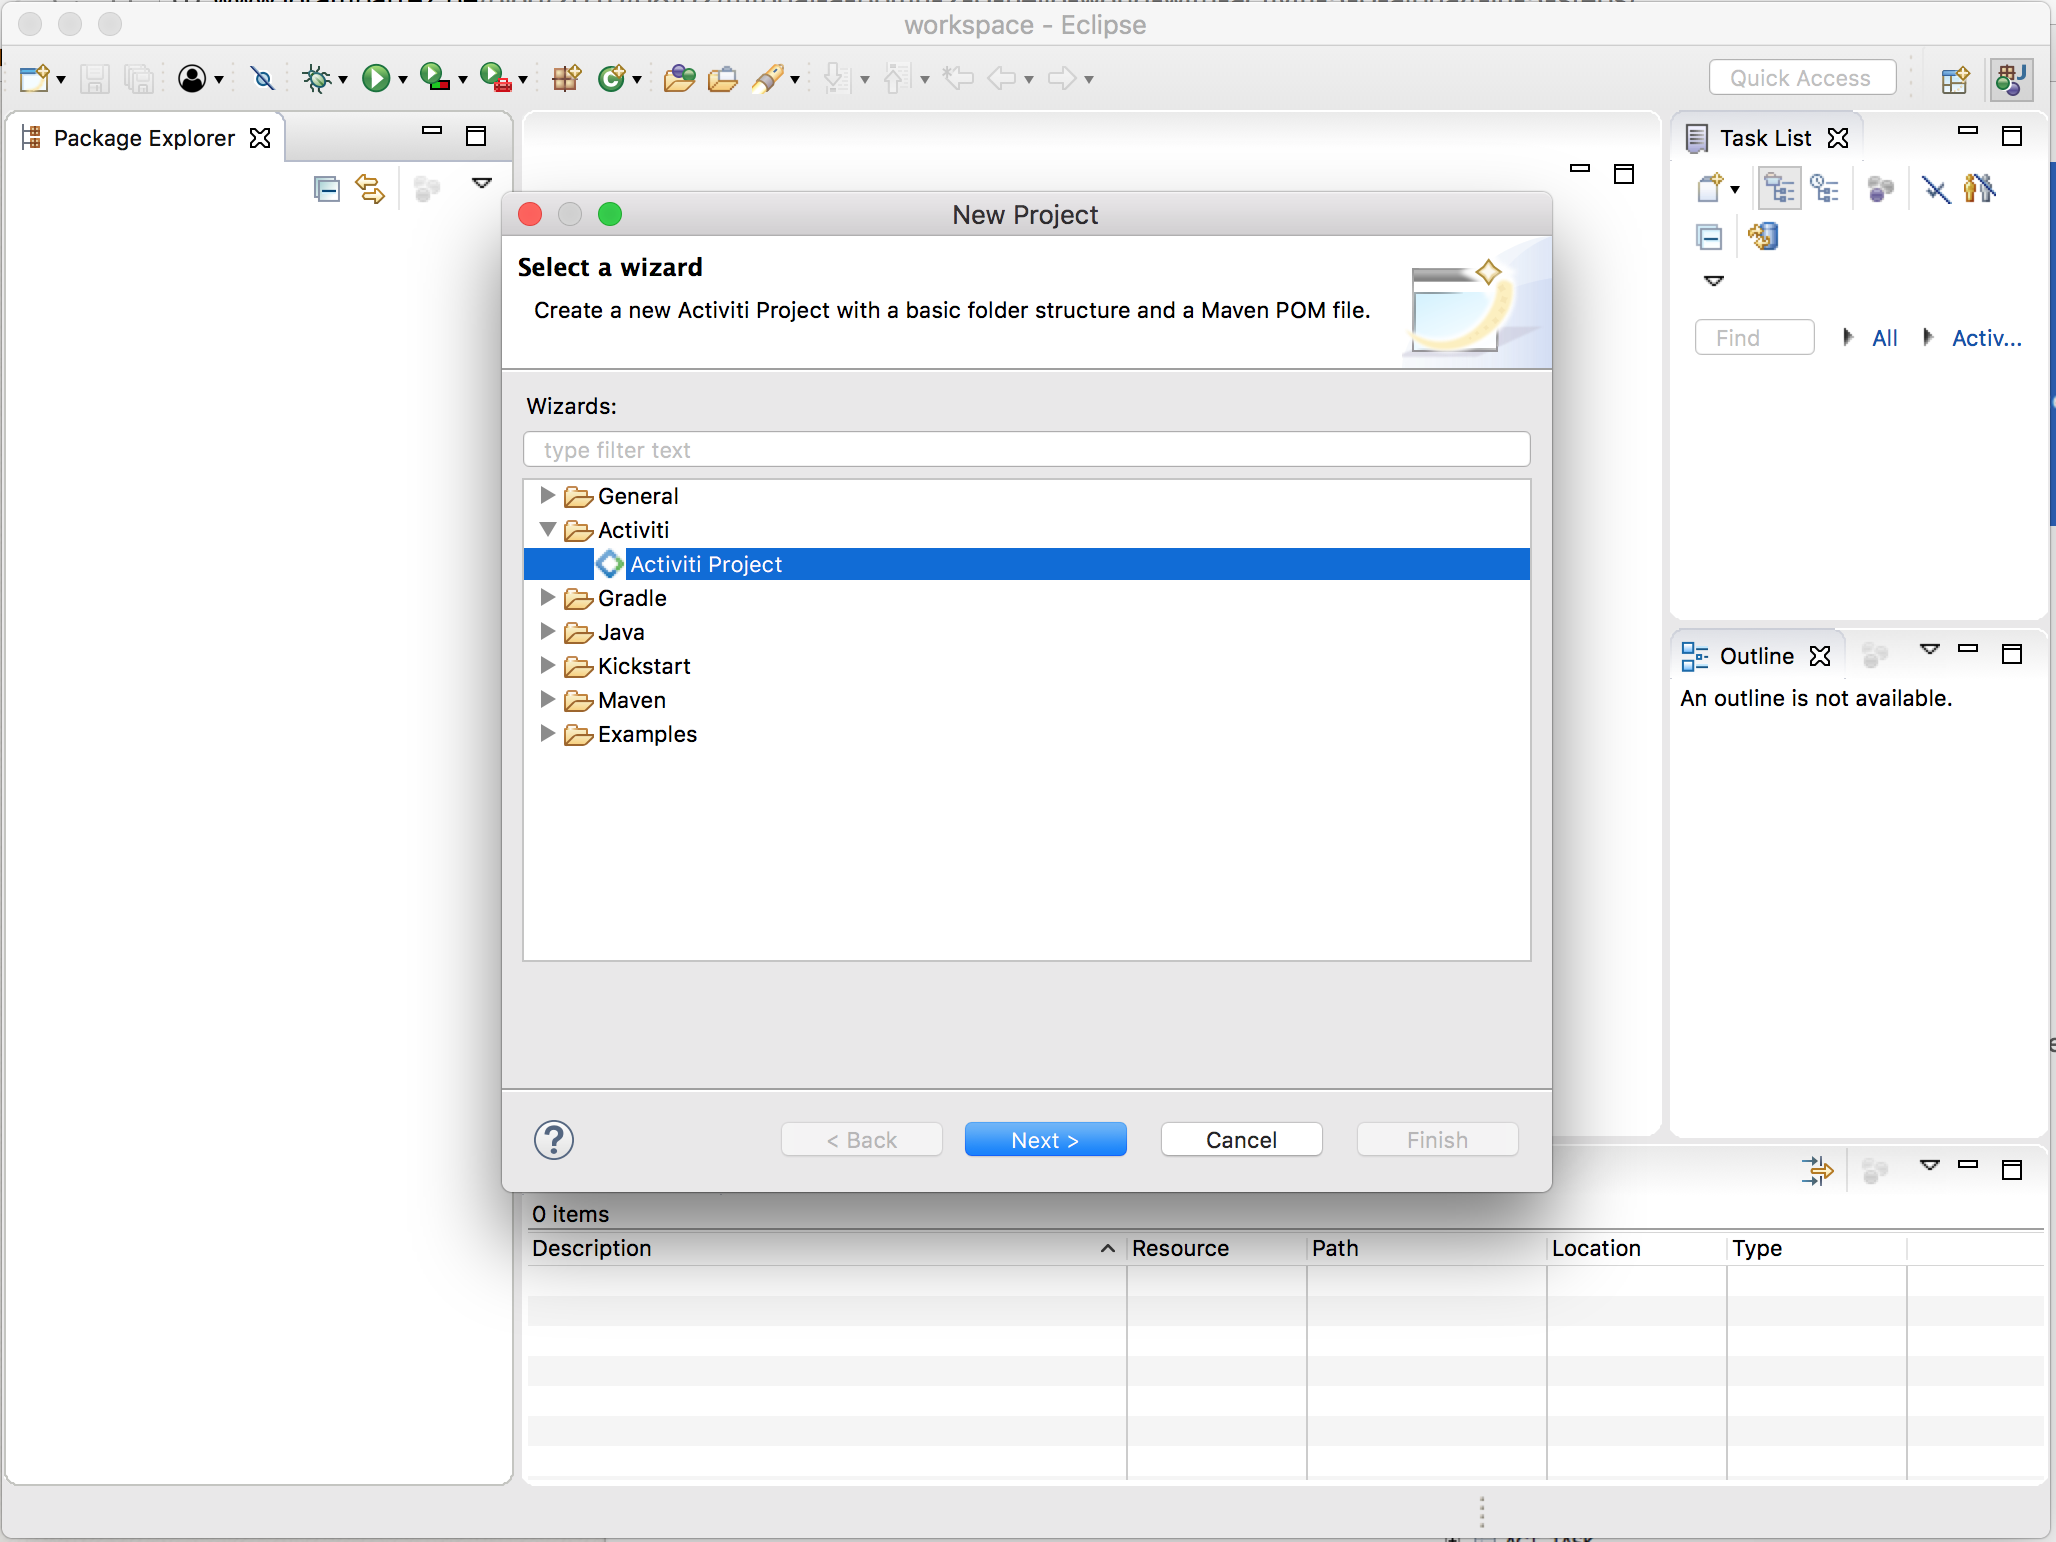 workspace - Eclipse
Quick Access
Package Explorer
Task List
Find
All
Activ...
New Project
Select a wizard
Create a new Activiti Project with a basic folder structure and a Maven POM file.
Wizards:
type filter text
General
Activiti
Activiti Project
Gradle
Java
Kickstart
Maven
Examples
Outline
An outline is not available.
?
< Back
Next >
Cancel
Finish
0 items
Description
Resource
Path
Location
Type